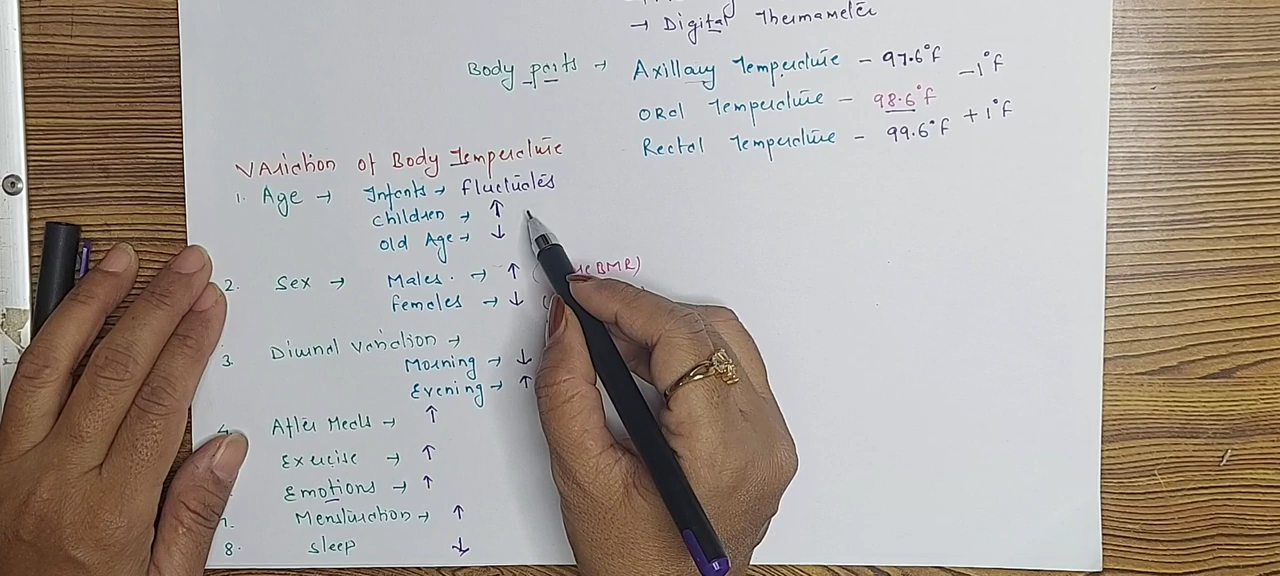 → Digital Thermameter
Body parts → Axillary Temperature - 97.6°F -1°F
Oral Temperature - 98.6°F
Rectal Temperature - 99.6°F +1°F
Variation of Body Temperature
1. Age → Infants → Fluctuates
children → ↑
old Age → ↓
2. Sex → Males. → ↑ BMR)
Females → ↓
3. Diurnal variation →
Morning → ↓
Evening → ↑
4. After Meals → ↑
Exercise → ↑
Emotions → ↑
7. Menstruation → ↑
8. sleep ↓